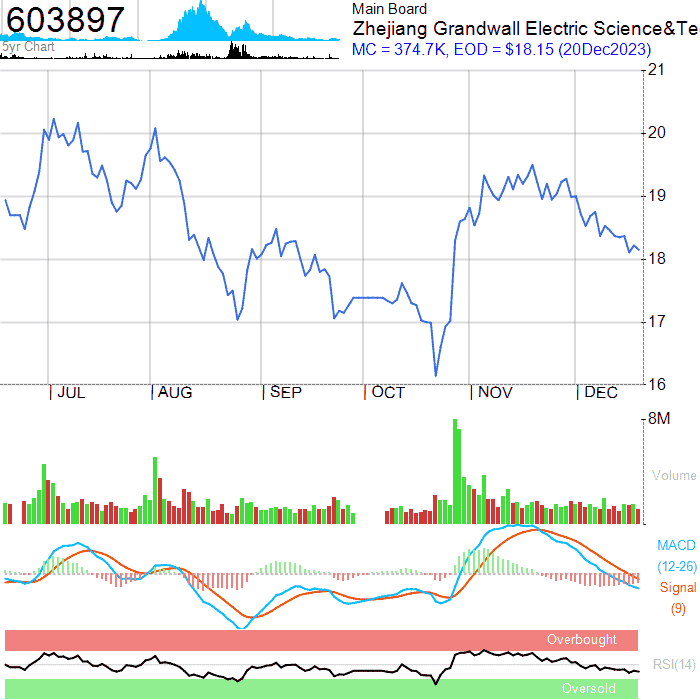 603897
5yr Chart
Main Board
Zhejiang Grandwall Electric Science&Te
MC = 374.7K, EOD = $18.15 (20Dec2023)
21
20
19
18
17
16
JUL AUG SEP OCT NOV DEC
8M
Volume
MACD
(12-26)
Signal
(9)
Overbought
RSI(14)
Oversold